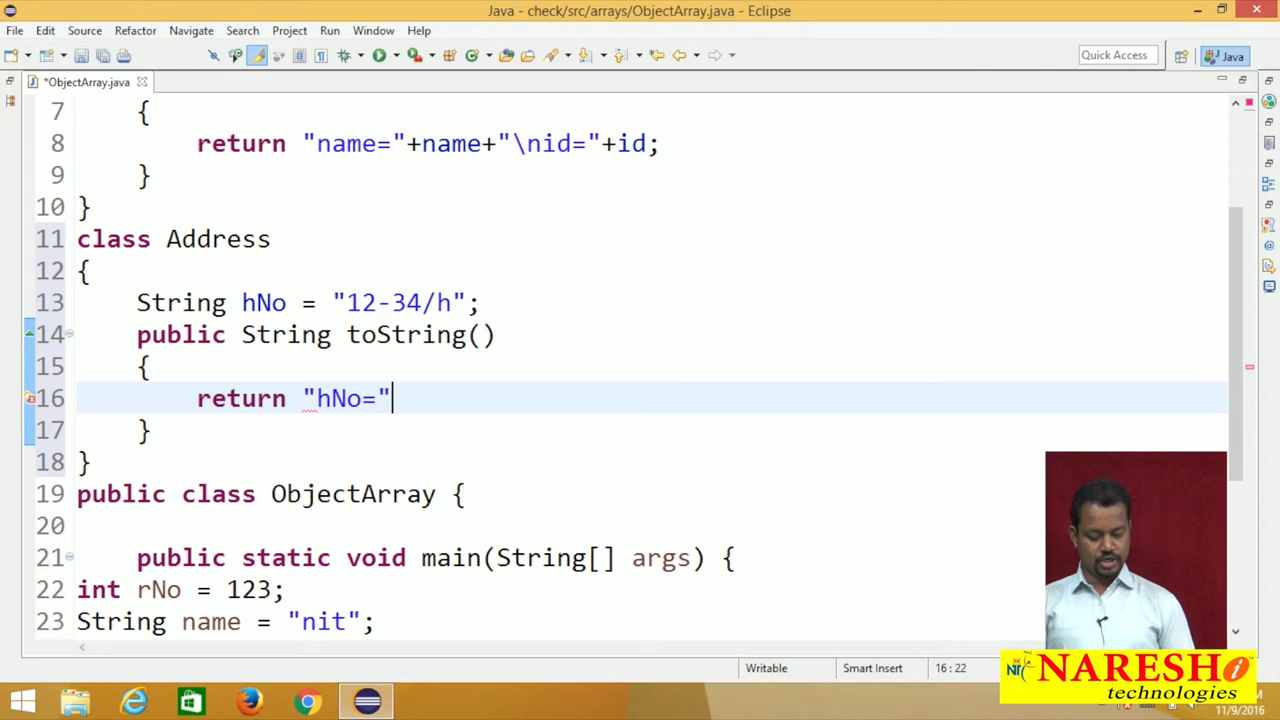 Java - check/src/arrays/ObjectArray.java - Eclipse
File Edit Source Refactor Navigate Search Project Run Window Help
Quick Access
Java
*ObjectArray.java
7 {
8 return "name="+name+"\nid="+id;
9 }
10 }
11 class Address
12 {
13 String hNo = "12-34/h";
14 public String toString()
15 {
16 return "hNo="
17 }
18 }
19 public class ObjectArray {
20
21 public static void main(String[] args) {
22 int rNo = 123;
23 String name = "nit";
Writable Smart Insert 16 : 22
NARESH i
technologies
11/9/2016